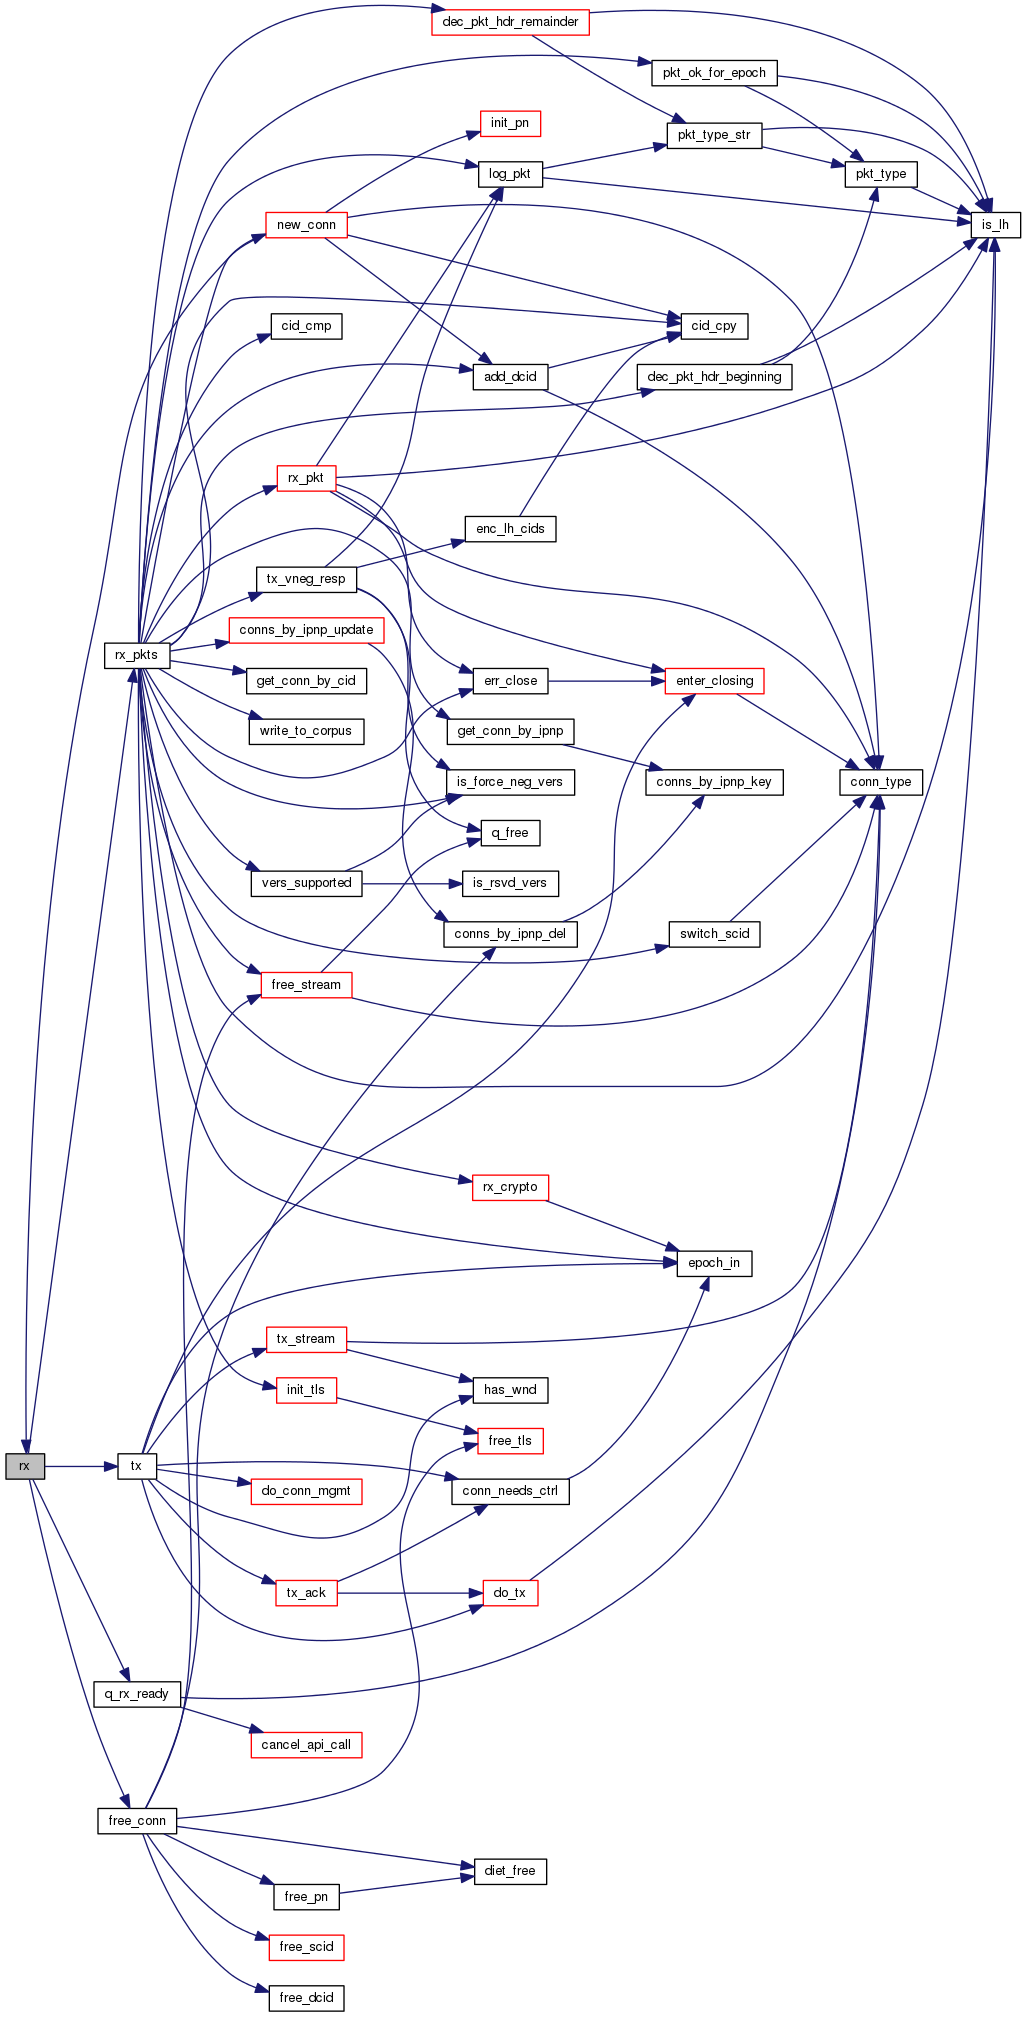 dec_pkt_hdr_remainder
pkt_ok_for_epoch
init_pn
pkt_type_str
log_pkt
pkt_type
new_conn
is_lh
cid_cmp
cid_cpy
add_dcid
dec_pkt_hdr_beginning
rx_pkt
enc_lh_cids
tx_vneg_resp
conns_by_ipnp_update
rx_pkts
get_conn_by_cid
err_close
enter_closing
write_to_corpus
get_conn_by_ipnp
is_force_neg_vers
conns_by_ipnp_key
conn_type
q_free
vers_supported
is_rsvd_vers
conns_by_ipnp_del
switch_scid
free_stream
rx_crypto
epoch_in
tx_stream
init_tls
has_wnd
free_tls
rx
tx
do_conn_mgmt
conn_needs_ctrl
tx_ack
do_tx
q_rx_ready
cancel_api_call
free_conn
diet_free
free_pn
free_scid
free_dcid